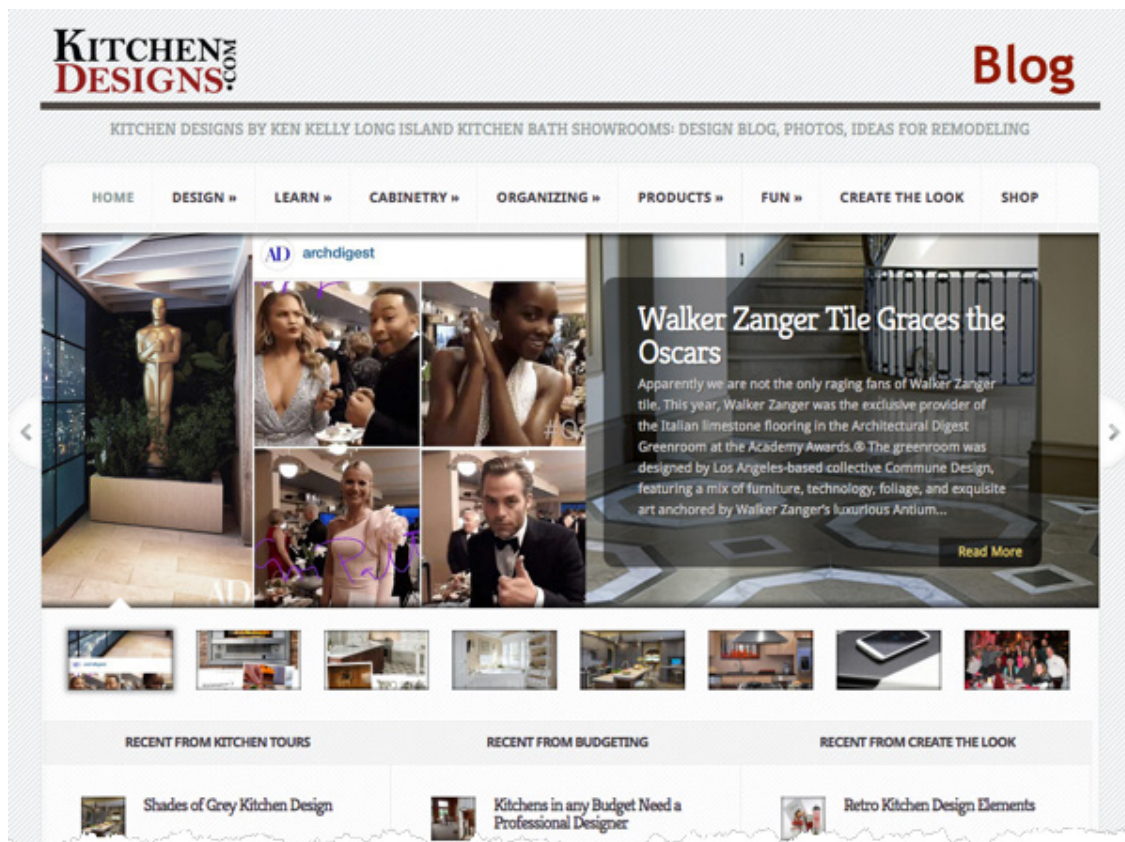 KITCHEN
DESIGNS.COM
Blog
KITCHEN DESIGNS BY KEN KELLY LONG ISLAND KITCHEN BATH SHOWROOMS: DESIGN BLOG, PHOTOS, IDEAS FOR REMODELING
HOME DESIGN » LEARN » CABINETRY » ORGANIZING » PRODUCTS » FUN » CREATE THE LOOK SHOP
AD archdigest
Walker Zanger Tile Graces the
Oscars
Apparently we are not the only raging fans of Walker Zanger
tile. This year, Walker Zanger was the exclusive provider of
the Italian limestone flooring in the Architectural Digest
Greenroom at the Academy Awards.® The greenroom was
designed by Los Angeles-based collective Commune Design,
featuring a mix of furniture, technology, foliage, and exquisite
art anchored by Walker Zanger's luxurious Antium...
Read More
AD
RECENT FROM KITCHEN TOURS RECENT FROM BUDGETING RECENT FROM CREATE THE LOOK
Shades of Grey Kitchen Design
Kitchens in any Budget Need a
Professional Designer
Retro Kitchen Design Elements